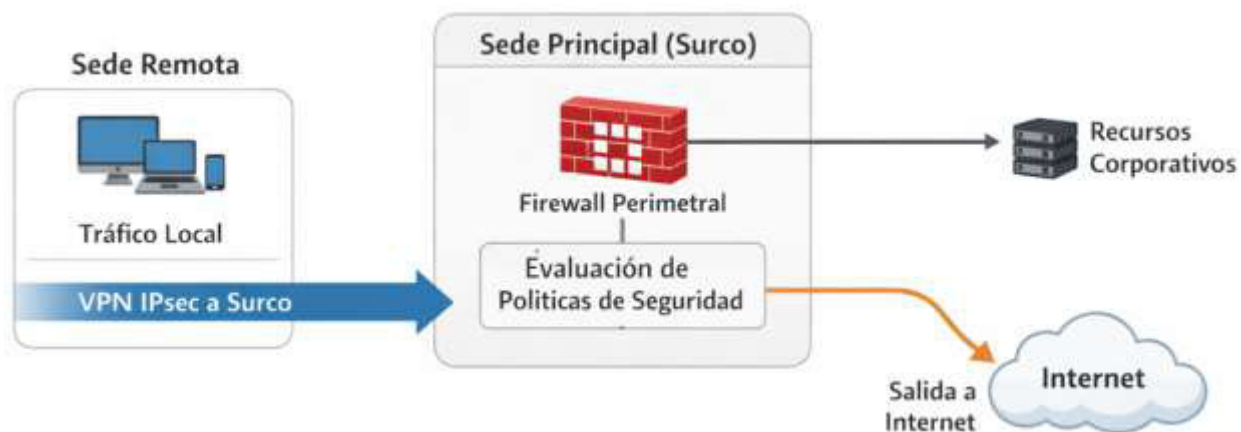 Sede Remota
Tráfico Local
VPN IPsec a Surco
Sede Principal (Surco)
Firewall Perimetral
Evaluación de
Politicas de Seguridad
Recursos
Corporativos
Salida a
Internet
Internet